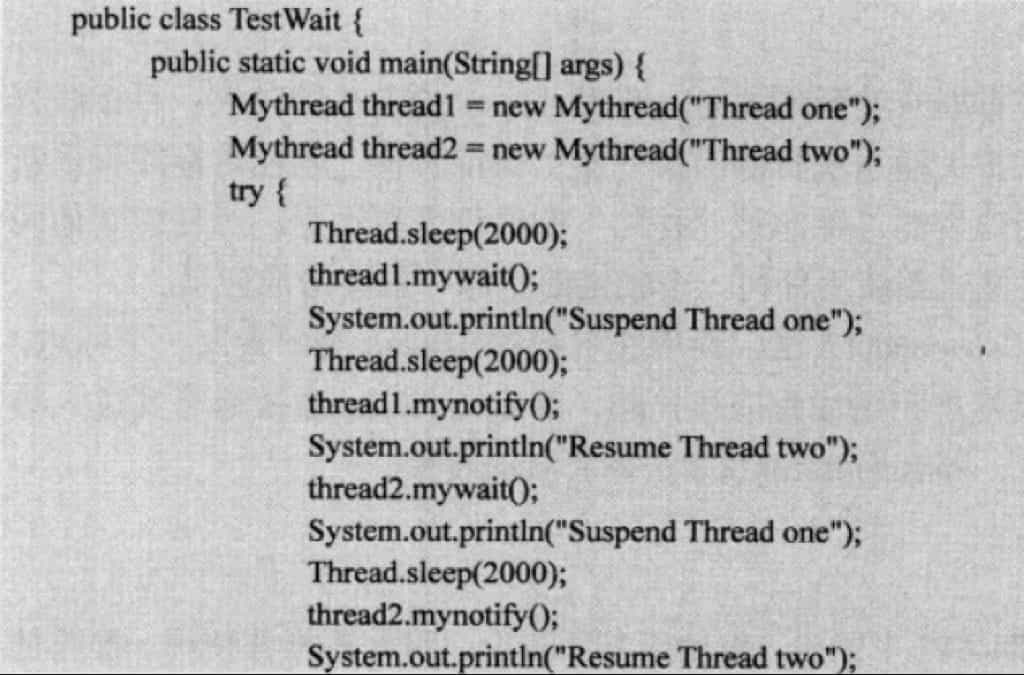 public class TestWait {
public static void main(String[] args) {
Mythread thread1 = new Mythread("Thread one");
Mythread thread2 = new Mythread("Thread two");
try {
Thread.sleep(2000);
thread1.mywait();
System.out.println("Suspend Thread one");
Thread.sleep(2000);
thread1.mynotify();
System.out.println("Resume Thread two");
thread2.mywait();
System.out.println("Suspend Thread one");
Thread.sleep(2000);
thread2.mynotify();
System.out.println("Resume Thread two");